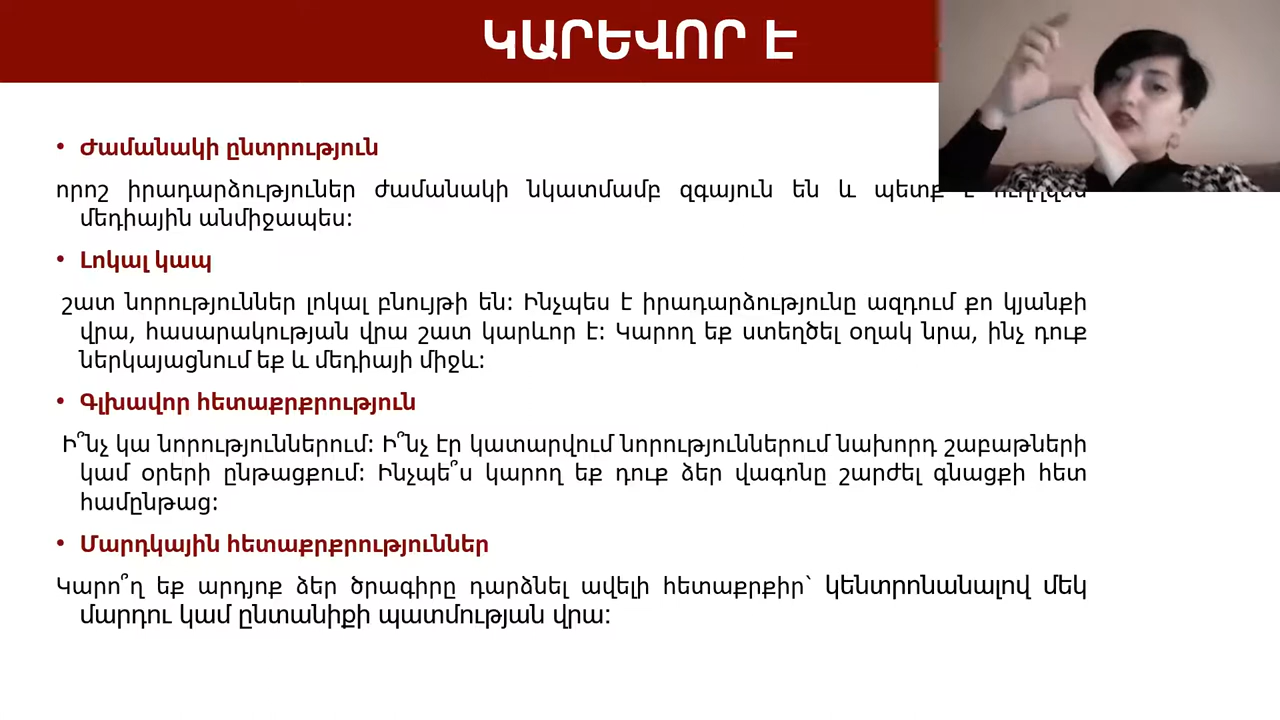 ԿԱՐԵՎՈՐ Է
• Ժամանակի ընտրություն
որոշ իրադարձություներ ժամանակի նկատմամբ զգայուն են և պետք է
մեդիային անմիջապես:
• Լոկալ կապ
շատ նորություններ լոկալ բնույթի են: Ինչպես է իրադարձությունը ազդում քո կյանքի
վրա, հասարակության վրա շատ կարևոր է: Կարող եք ստեղծել օղակ նրա, ինչ դուք
ներկայացնում եք և մեդիայի միջև:
• Գլխավոր հետաքրքրություն
Ի՞նչ կա նորություններում: Ի՞նչ էր կատարվում նորություններում նախորդ շաբաթների
կամ օրերի ընթացքում: Ինչպե՞ս կարող եք դուք ձեր վագոնը շարժել գնացքի հետ
համընթաց:
• Մարդկային հետաքրքրություններ
Կարո՞ղ եք արդյոք ձեր ծրագիրը դարձնել ավելի հետաքրքիր` կենտրոնանալով մեկ
մարդու կամ ընտանիքի պատմության վրա: